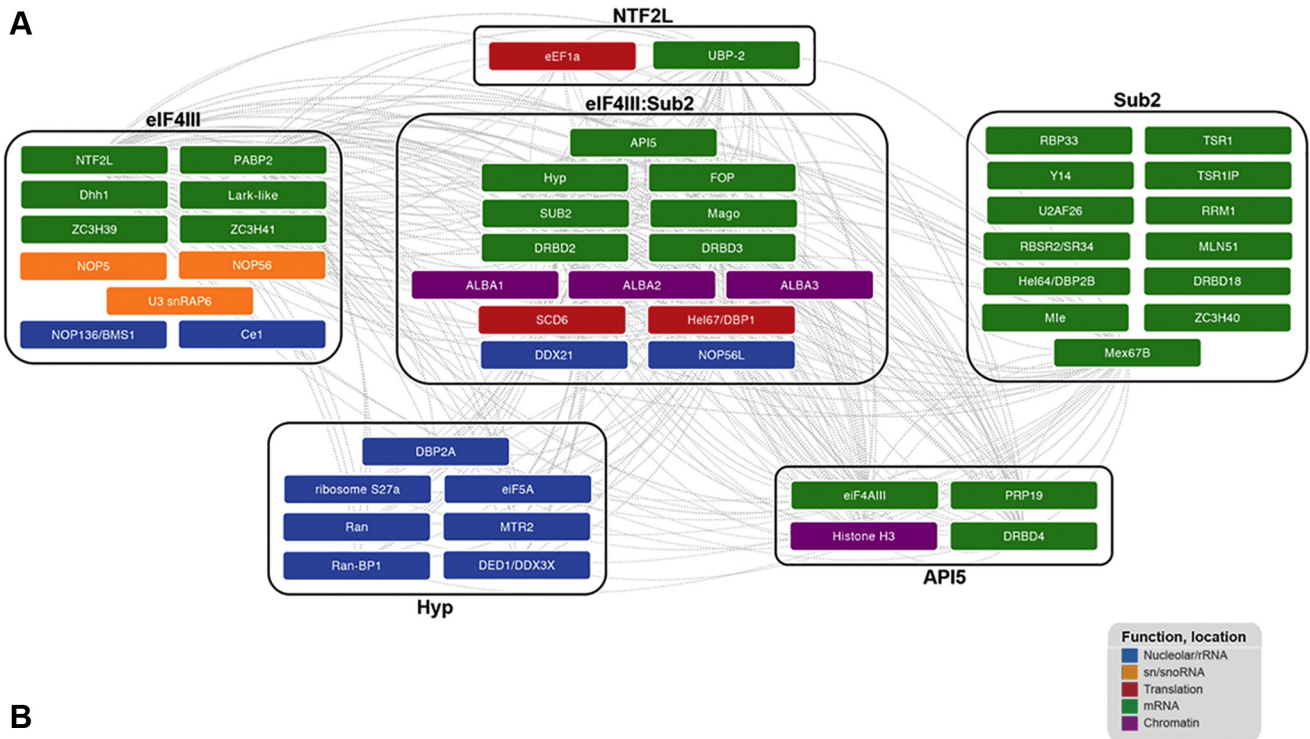 A
NTF2L
eEF1a UBP-2
eIF4III
NTF2L PABP2
Dhh1 Lark-like
ZC3H39 ZC3H41
NOP5 NOP56
U3 snRAP6
NOP136/BMS1 Ce1
eIF4III:Sub2
API5
Hyp FOP
SUB2 Mago
DRBD2 DRBD3
ALBA1 ALBA2 ALBA3
SCD6 Hel67/DBP1
DDX21 NOP56L
Sub2
RBP33 TSR1
Y14 TSR1IP
U2AF26 RRM1
RBSR2/SR34 MLN51
Hel64/DBP2B DRBD18
Mle ZC3H40
Mex67B
DBP2A
ribosome S27a eiF5A
Ran MTR2
Ran-BP1 DED1/DDX3X
Hyp
eiF4AIII PRP19
Histone H3 DRBD4
API5
Function, location
Nucleolar/rRNA
sn/snoRNA
Translation
mRNA
Chromatin
B